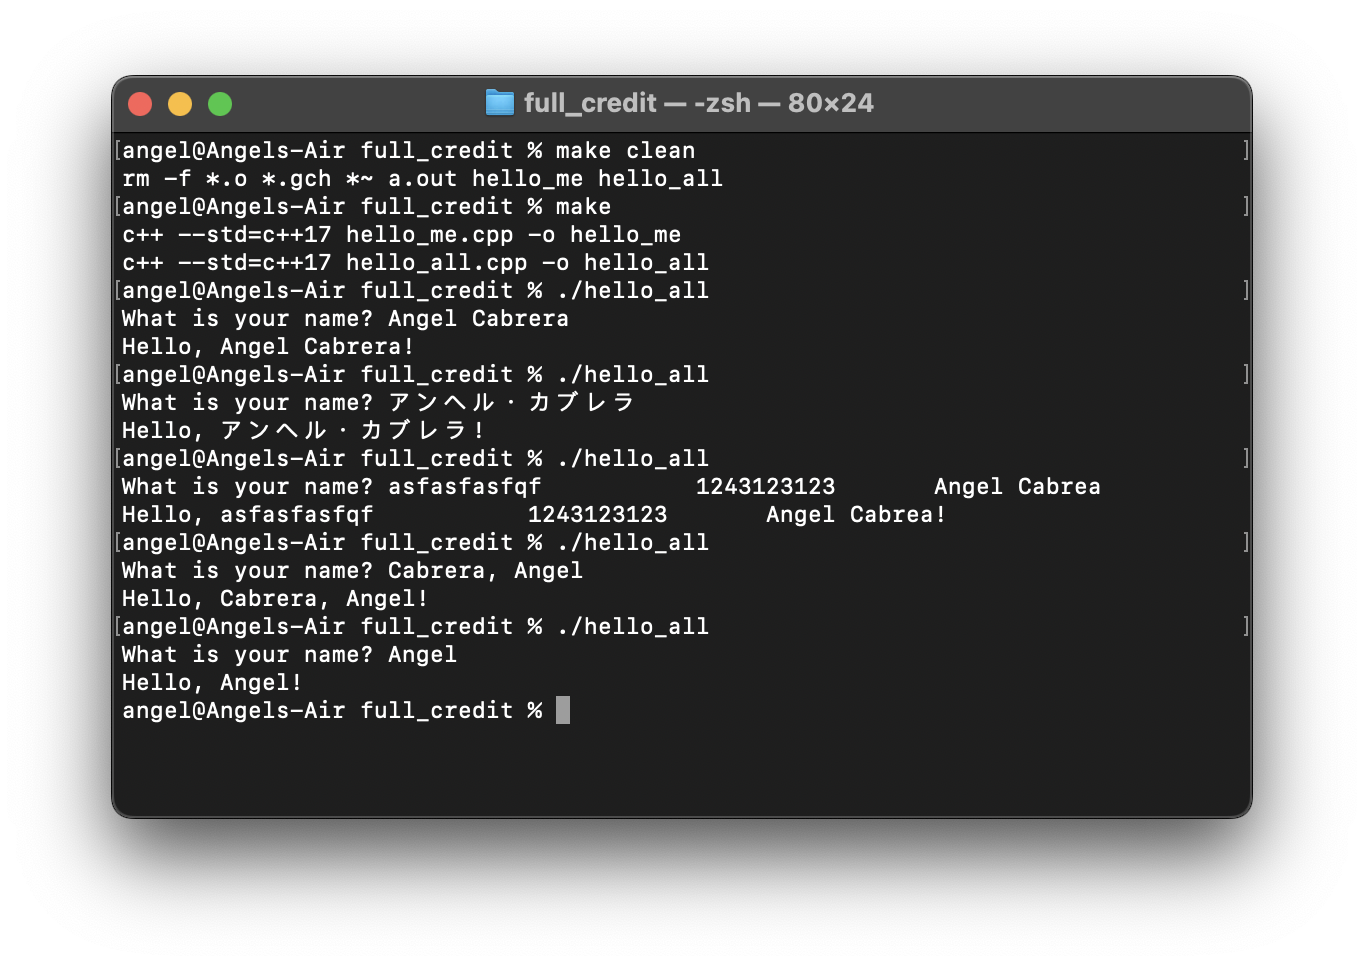 full_credit — -zsh — 80×24
[angel@Angels-Air full_credit % make clean ]
rm -f *.o *.gch *~ a.out hello_me hello_all
[angel@Angels-Air full_credit % make ]
c++ --std=c++17 hello_me.cpp -o hello_me
c++ --std=c++17 hello_all.cpp -o hello_all
[angel@Angels-Air full_credit % ./hello_all ]
What is your name? Angel Cabrera
Hello, Angel Cabrera!
[angel@Angels-Air full_credit % ./hello_all ]
What is your name? アンヘル・カブレラ
Hello, アンヘル・カブレラ!
[angel@Angels-Air full_credit % ./hello_all ]
What is your name? asfasfasfqf           1243123123       Angel Cabrea
Hello, asfasfasfqf           1243123123       Angel Cabrea!
[angel@Angels-Air full_credit % ./hello_all ]
What is your name? Cabrera, Angel
Hello, Cabrera, Angel!
[angel@Angels-Air full_credit % ./hello_all ]
What is your name? Angel
Hello, Angel!
angel@Angels-Air full_credit %